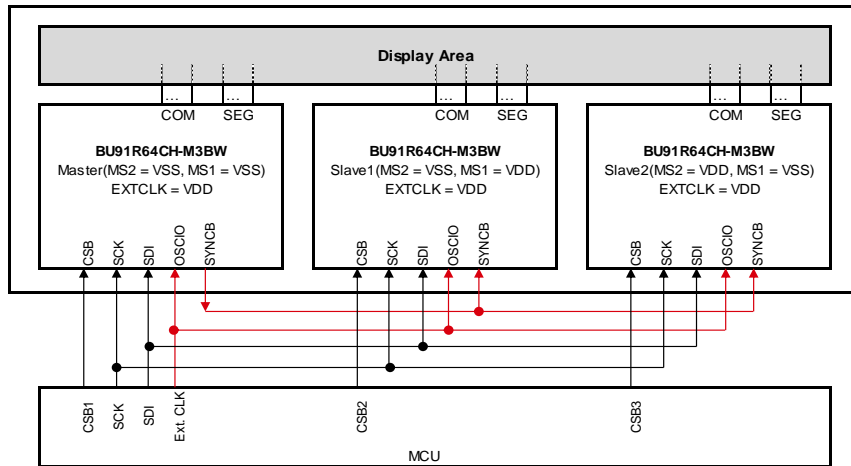 Display Area
... ... ... ... ... ...
COM SEG COM SEG COM SEG
BU91R64CH-M3BW
Master(MS2 = VSS, MS1 = VSS)
EXTCLK = VDD
CSB
SCK
SDI
OSCIO
SYNCB
BU91R64CH-M3BW
Slave1(MS2 = VSS, MS1 = VDD)
EXTCLK = VDD
CSB
SCK
SDI
OSCIO
SYNCB
BU91R64CH-M3BW
Slave2(MS2 = VDD, MS1 = VSS)
EXTCLK = VDD
CSB
SCK
SDI
OSCIO
SYNCB
CSB1
SCK
SDI
Ext. CLK
CSB2
CSB3
MCU